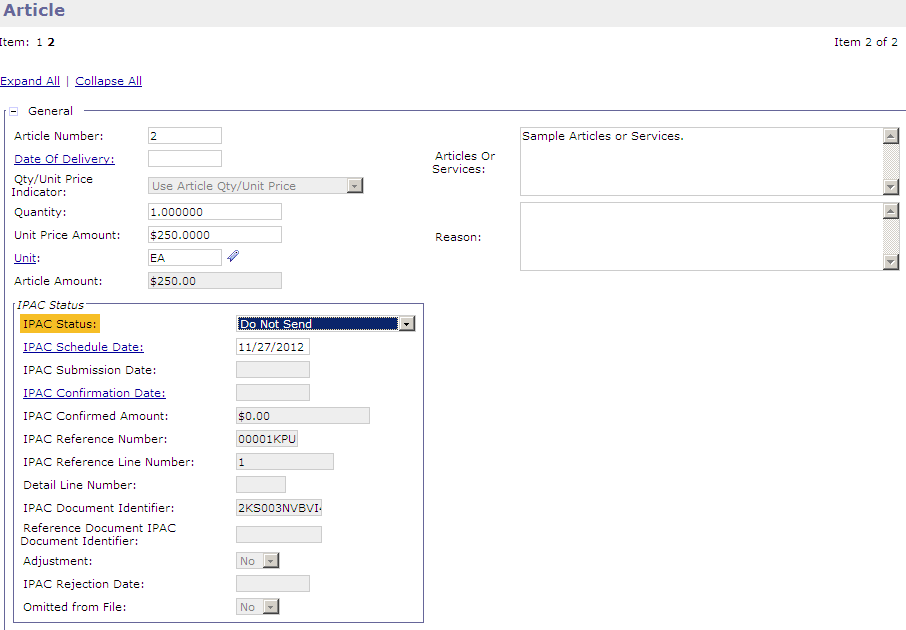 Article
Item: 1 2
Item 2 of 2
Expand All | Collapse All
General
Article Number: 2
Date Of Delivery:
Qty/Unit Price
Indicator:
Use Article Qty/Unit Price
Quantity: 1.000000
Unit Price Amount: $250.0000
Unit: EA
Article Amount: $250.00
Articles Or
Services:
Sample Articles or Services.
Reason:
IPAC Status
IPAC Status: Do Not Send
IPAC Schedule Date: 11/27/2012
IPAC Submission Date:
IPAC Confirmation Date:
IPAC Confirmed Amount: $0.00
IPAC Reference Number: 00001KPU
IPAC Reference Line Number: 1
Detail Line Number:
IPAC Document Identifier: 2KS003NVBVI
Reference Document IPAC
Document Identifier:
Adjustment: No
IPAC Rejection Date:
Omitted from File: No